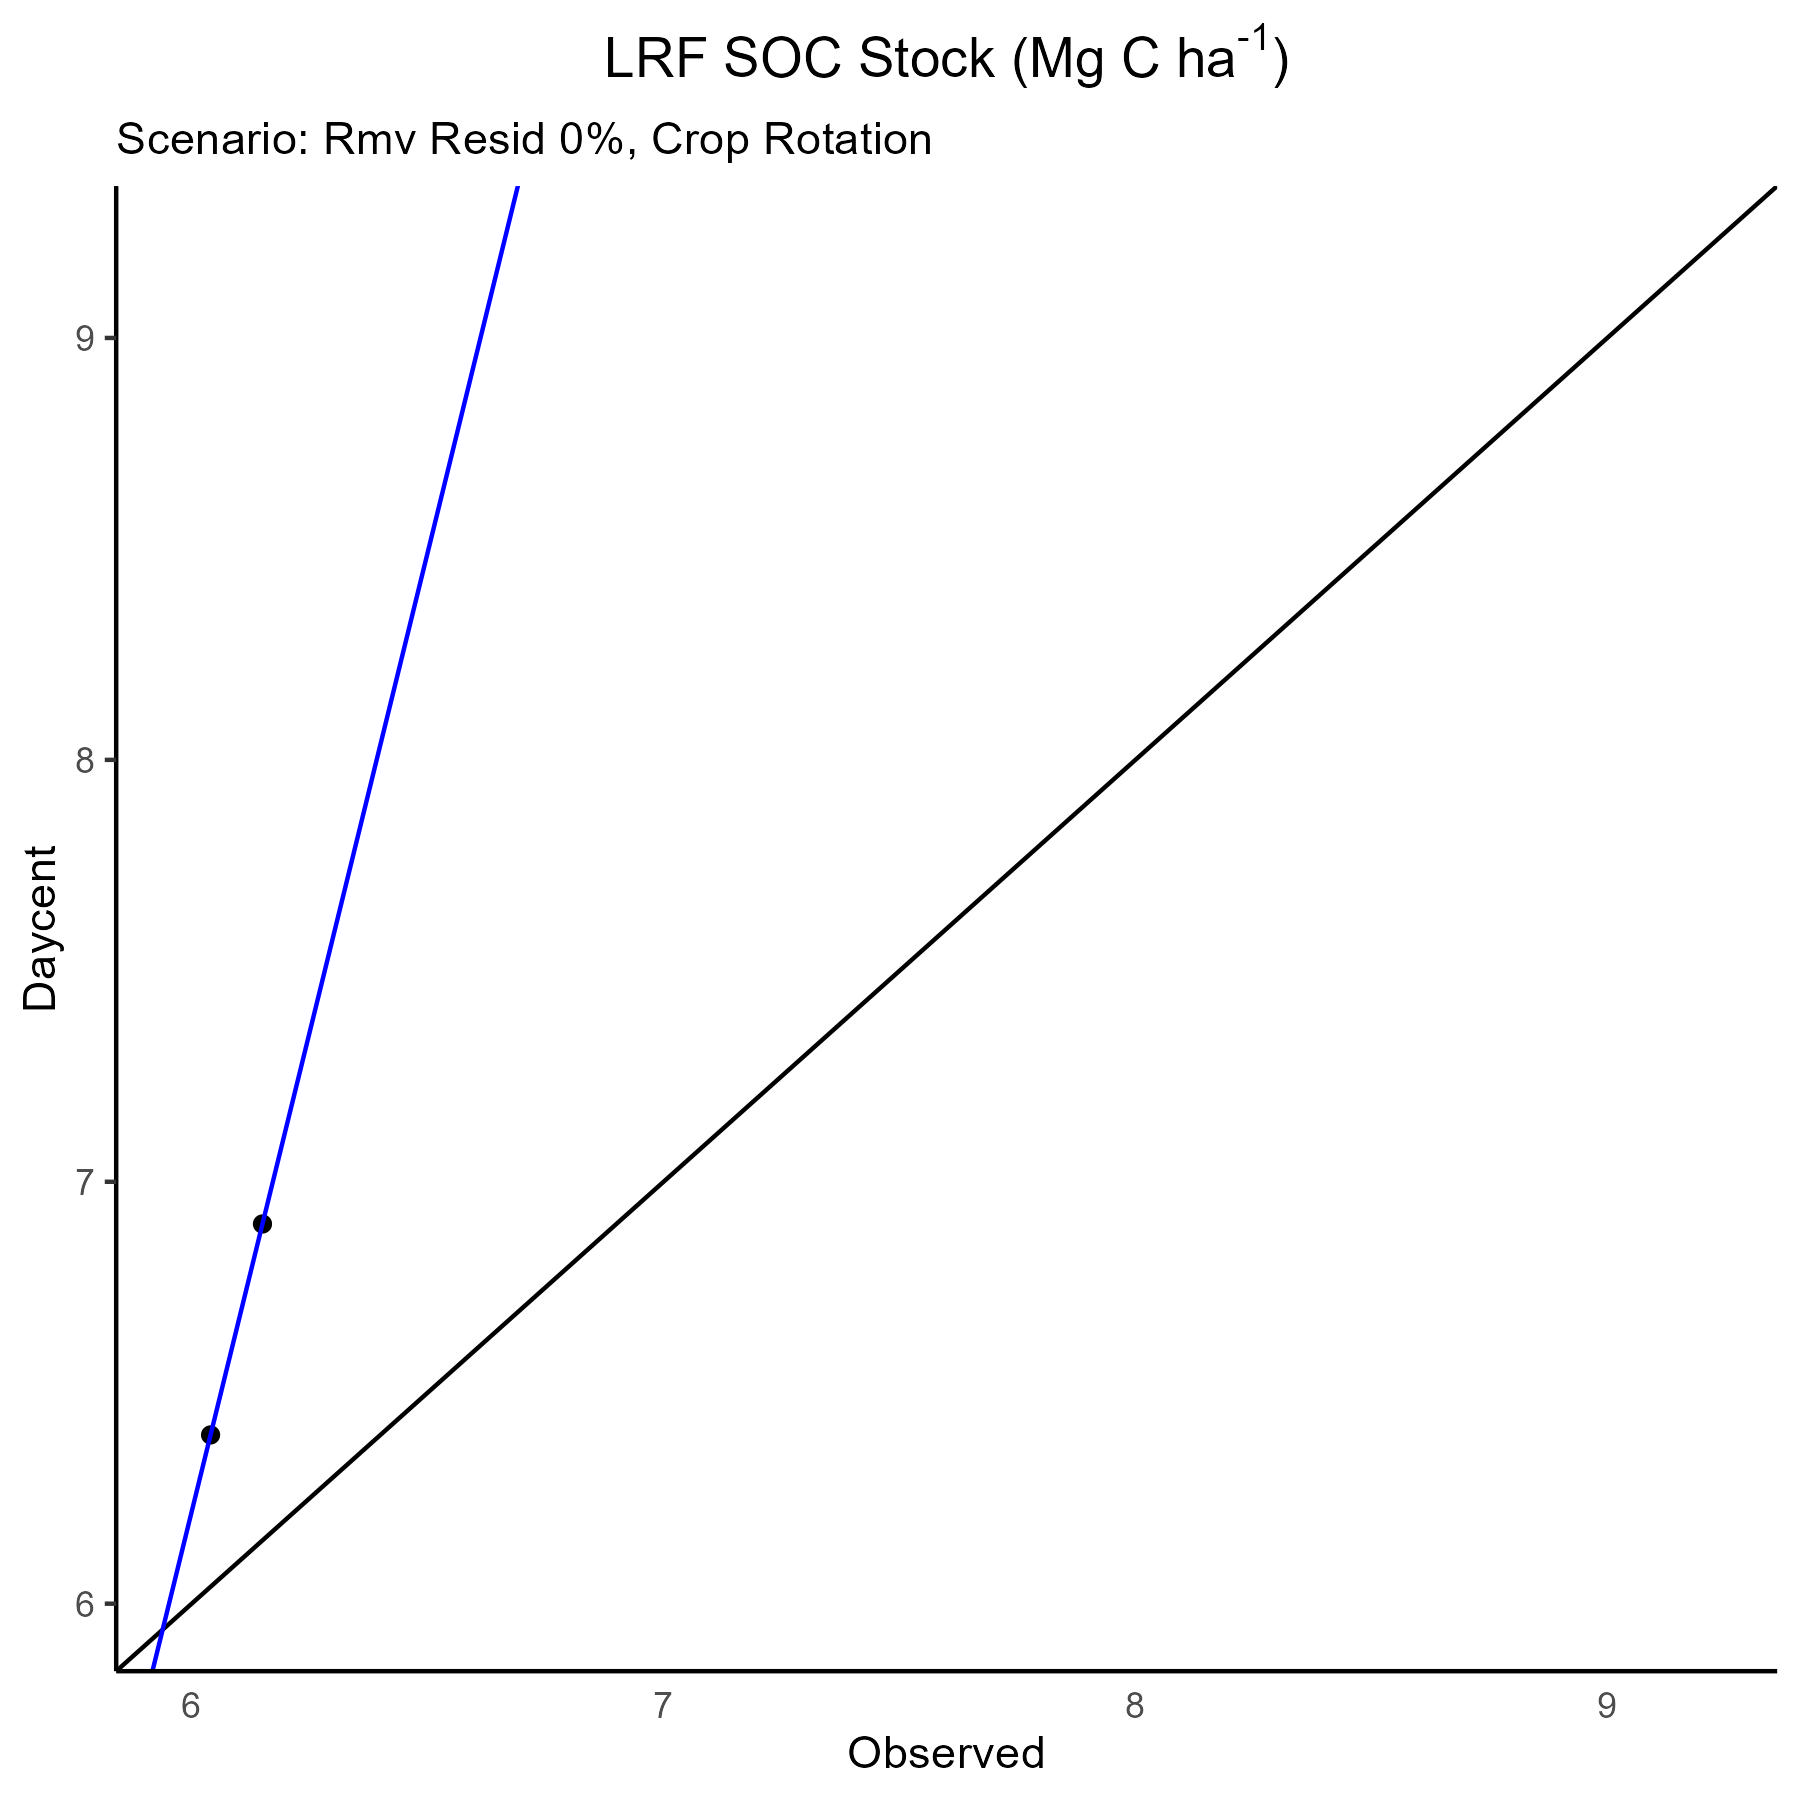 LRF SOC Stock (Mg C ha⁻¹)
Scenario: Rmv Resid 0%, Crop Rotation
9
8
7
6
Daycent
6 7 8 9
Observed